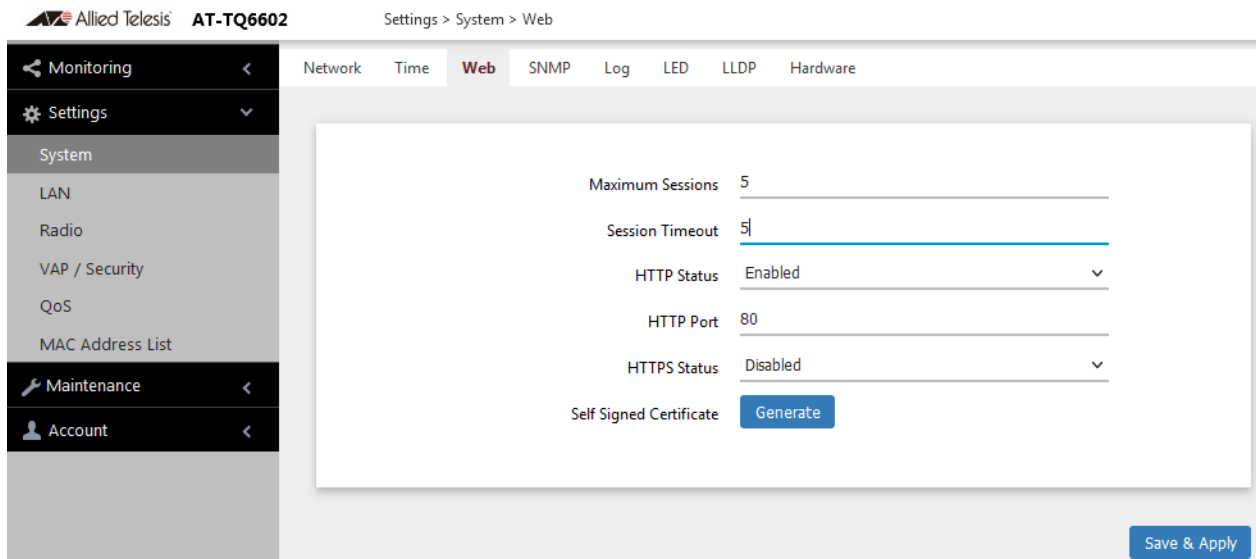 Allied Telesis AT-TQ6602 Settings > System > Web
Monitoring
Settings
System
LAN
Radio
VAP / Security
QoS
MAC Address List
Maintenance
Account
Network Time Web SNMP Log LED LLDP Hardware
Maximum Sessions 5
Session Timeout 5
HTTP Status Enabled
HTTP Port 80
HTTPS Status Disabled
Self Signed Certificate Generate
Save & Apply